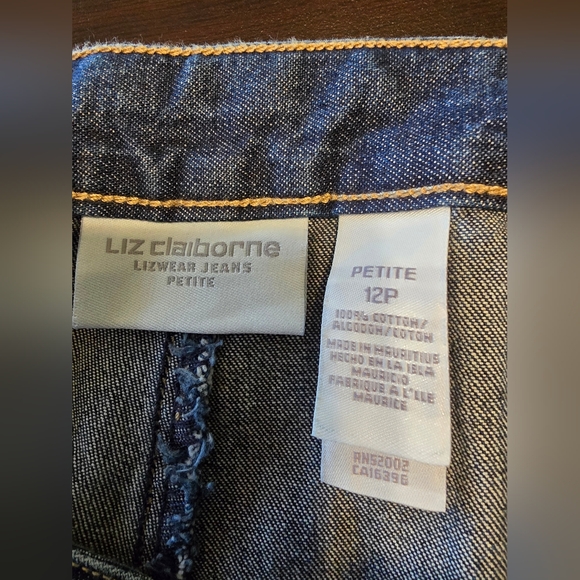 Liz claiborne
LIZWEAR JEANS
PETITE
PETITE
12P
100% COTTON/
ALGODON/COTON
MADE IN MAURITIUS
HECHO EN LA ISLA
MAURICIO
FABRIQUE A L'ILE
MAURICE
RN52002
CA16396